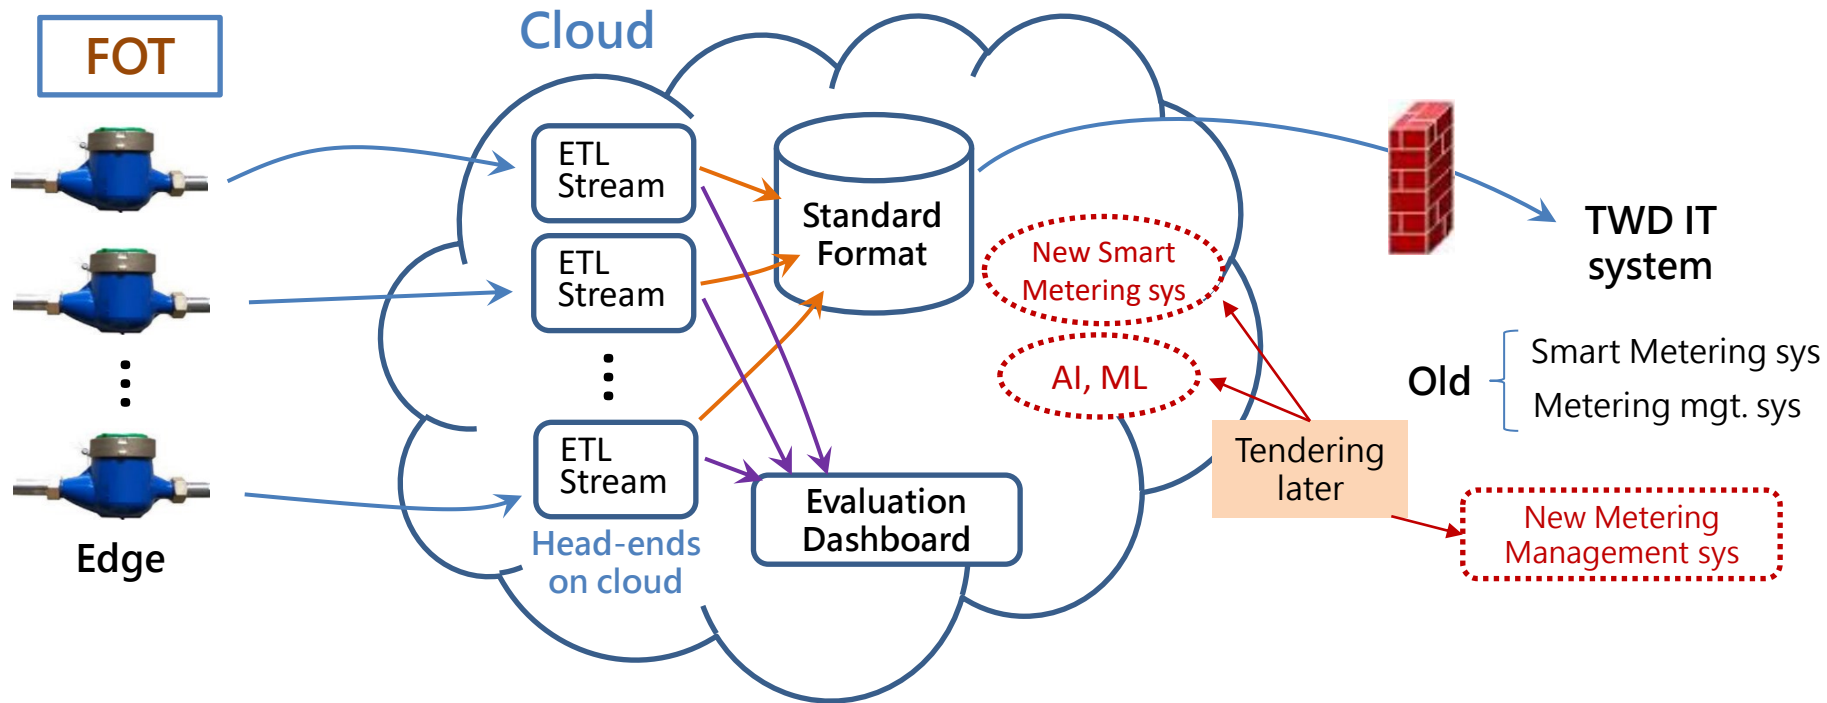 FOT
Cloud
ETL
Stream
ETL
Stream
ETL
Stream
Head-ends
on cloud
Edge
Standard
Format
Evaluation
Dashboard
New Smart
Metering sys
AI, ML
Tendering
later
TWD IT
system
Old
Smart Metering sys
Metering mgt. sys
New Metering
Management sys